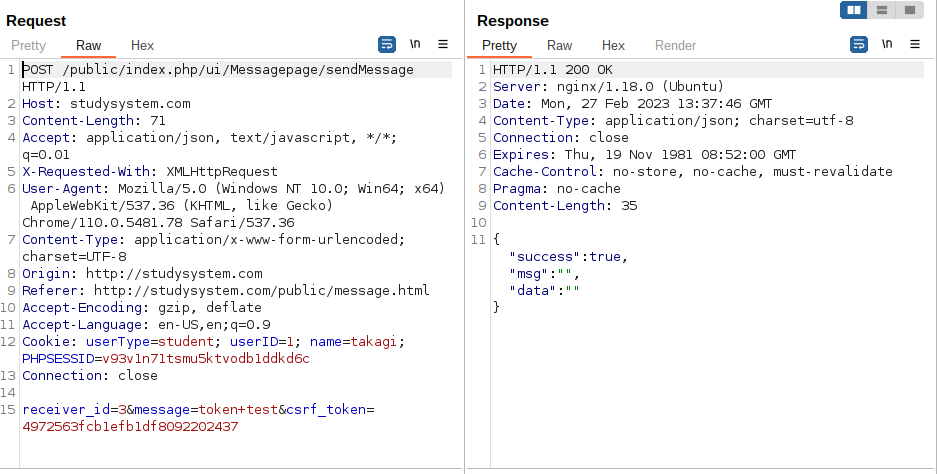 Request
Pretty Raw Hex
\n
1 POST /public/index.php/ui/Messagepage/sendMessage
HTTP/1.1
2 Host: studysystem.com
3 Content-Length: 71
4 Accept: application/json, text/javascript, */*;
q=0.01
5 X-Requested-With: XMLHttpRequest
6 User-Agent: Mozilla/5.0 (Windows NT 10.0; Win64; x64)
AppleWebKit/537.36 (KHTML, like Gecko)
Chrome/110.0.5481.78 Safari/537.36
7 Content-Type: application/x-www-form-urlencoded;
charset=UTF-8
8 Origin: http://studysystem.com
9 Referer: http://studysystem.com/public/message.html
10 Accept-Encoding: gzip, deflate
11 Accept-Language: en-US,en;q=0.9
12 Cookie: userType=student; userID=1; name=takagi;
PHPSESSID=v93v1n71tsmu5ktvodb1ddkd6c
13 Connection: close
14
15 receiver_id=3&message=token+test&csrf_token=
4972563fcb1efb1df8092202437
Response
Pretty Raw Hex Render
\n
1 HTTP/1.1 200 OK
2 Server: nginx/1.18.0 (Ubuntu)
3 Date: Mon, 27 Feb 2023 13:37:46 GMT
4 Content-Type: application/json; charset=utf-8
5 Connection: close
6 Expires: Thu, 19 Nov 1981 08:52:00 GMT
7 Cache-Control: no-store, no-cache, must-revalidate
8 Pragma: no-cache
9 Content-Length: 35
10
11 {
"success":true,
"msg":"",
"data":""
}